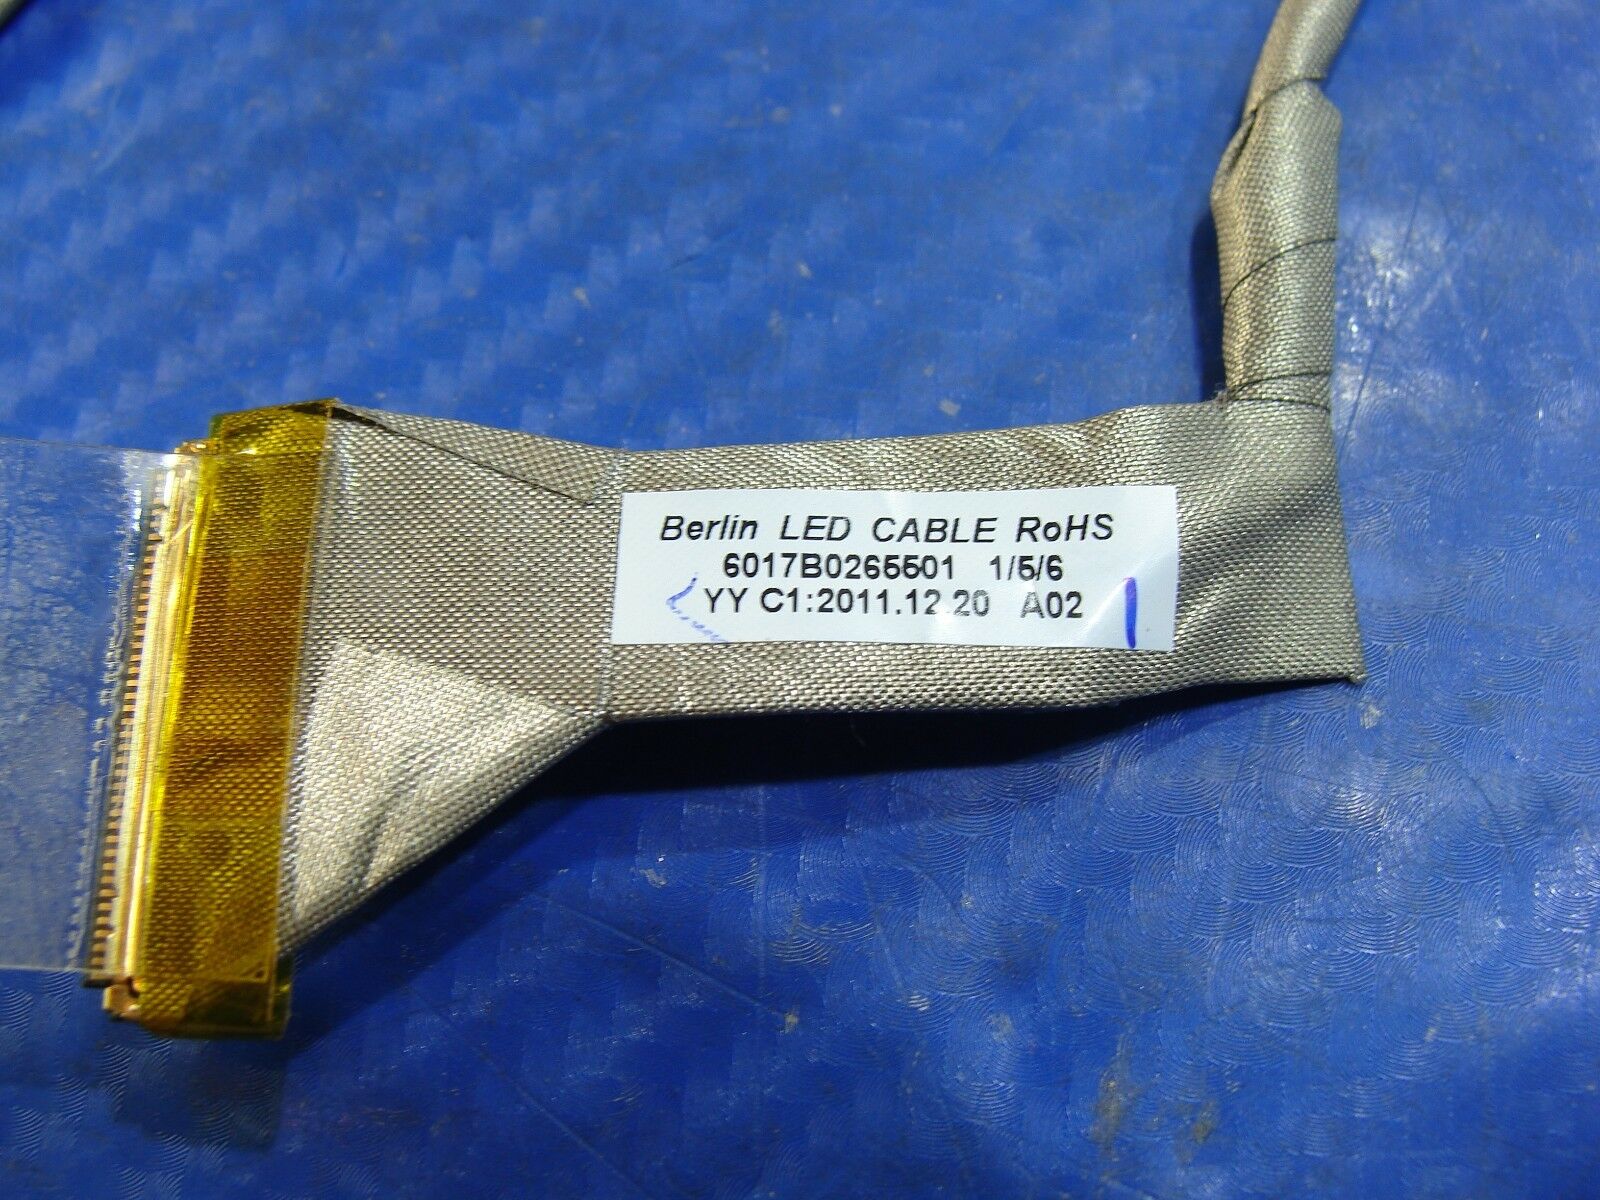 Berlin LED CABLE RoHS
6017B0265501 1/5/6
YY C1:2011.12.20 A02